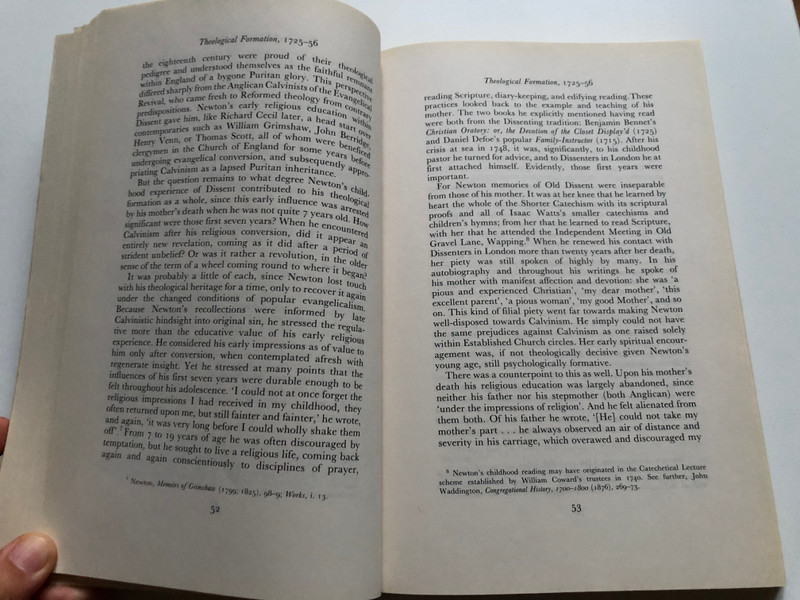 Theological Formation, 1725–56
the eighteenth century were proud of their theological
pedigree and understood themselves as the faithful remnants
within England of a bygone Puritan glory. This perspective
differed sharply from the Anglican Calvinists of the Evangelical
Revival, who came fresh to Reformed theology from contrary
predispositions. Newton's early religious education within
Dissent gave him, like Richard Cecil later, a head start over
contemporaries such as William Grimshaw, John Berridge,
Henry Venn, or Thomas Scott, all of whom were beneficed
clergymen in the Church of England for some years before
undergoing evangelical conversion, and subsequently appro-
priating Calvinism as a lapsed Puritan inheritance.
But the question remains to what degree Newton's child-
hood experience of Dissent contributed to his theological
formation as a whole, since this early influence was arrested
by his mother's death when he was not quite 7 years old. How
significant were those first seven years? When he encountered
Calvinism after his religious conversion, did it appear an
entirely new revelation, coming as it did after a period of
strident unbelief? Or was it rather a revolution, in the older
sense of the term of a wheel coming round to where it began?
It was probably a little of each, since Newton lost touch
with his theological heritage for a time, only to recover it again
under the changed conditions of popular evangelicalism.
Because Newton's recollections were informed by late
Calvinistic hindsight into original sin, he stressed the regula-
tive more than the educative value of his early religious
experience. He considered his early impressions as of value to
him only after conversion, when contemplated afresh with
regenerate insight. Yet he stressed at many points that the
influences of his first seven years were durable enough to be
felt throughout his adolescence. 'I could not at once forget the
religious impressions I had received in my childhood, they
often returned upon me, but still fainter and fainter,' he wrote,
and again, 'it was very long before I could wholly shake them
off'.⁷ From 7 to 19 years of age he was often discouraged by
temptation, but he sought to live a religious life, coming back
again and again conscientiously to disciplines of prayer,
⁷ Newton, Memoirs of Grimshaw (1799; 1825), 98–9; Works, i. 13.
52
Theological Formation, 1725–56
reading Scripture, diary-keeping, and edifying reading. These
practices looked back to the example and teaching of his
mother. The two books he explicitly mentioned having read
were both from the Dissenting tradition: Benjamin Bennet's
Christian Oratory: or, the Devotion of the Closet Display'd (1725)
and Daniel Defoe's popular Family-Instructor (1715). After his
crisis at sea in 1748, it was, significantly, to his childhood
pastor he turned for advice, and to Dissenters in London he at
first attached himself. Evidently, those first years were
important.
For Newton memories of Old Dissent were inseparable
from those of his mother. It was at her knee that he learned by
heart the whole of the Shorter Catechism with its scriptural
proofs and all of Isaac Watts's smaller catechisms and
children's hymns; from her that he learned to read Scripture,
with her that he attended the Independent Meeting in Old
Gravel Lane, Wapping.⁸ When he renewed his contact with
Dissenters in London more than twenty years after her death,
her piety was still spoken of highly by many. In his
autobiography and throughout his writings he spoke of
his mother with manifest affection and devotion: she was 'a
pious and experienced Christian', 'my dear mother', 'this
excellent parent', 'a pious woman', 'my good Mother', and so
on. This kind of filial piety went far towards making Newton
well-disposed towards Calvinism. He simply could not have
the same prejudices against Calvinism as one raised solely
within Established Church circles. Her early spiritual encour-
agement was, if not theologically decisive given Newton's
young age, still psychologically formative.
There was a counterpoint to this as well. Upon his mother's
death his religious education was largely abandoned, since
neither his father nor his stepmother (both Anglican) were
'under the impressions of religion'. And he felt alienated from
them both. Of his father he wrote, '[He] could not take my
mother's part . . . he always observed an air of distance and
severity in his carriage, which overawed and discouraged my
⁸ Newton's childhood reading may have originated in the Catechetical Lecture
scheme established by William Coward's trustees in 1740. See further, John
Waddington, Congregational History, 1700–1800 (1876), 269–73.
53